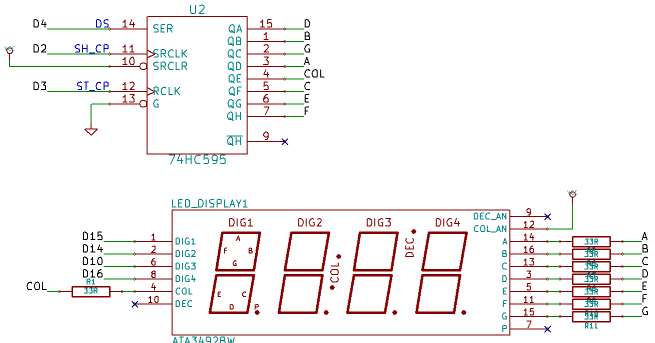 U2
D4 DS 14 SER QA 15 D
QB 1 B
D2 SH_CP 11 SRCLK QC 2 G
10 SRCLR QD 3 A
QE 4 COL
D3 ST_CP 12 RCLK QF 5 C
13 G QG 6 E
QH 7 F
QH 9
74HC595
LED_DISPLAY1
DIG1 DIG2 DIG3 DIG4
DEC_AN 9
COL_AN 12
D15 1 DIG1 A 14 33R A
D14 2 DIG2 B 16 33R B
D10 6 DIG3 C 13 33R C
D16 8 DIG4 D 3 33R D
COL R1 33R 4 COL E 5 33R E
10 DEC F 11 33R F
G 15 33R G
R11
P 7
A
F B
G
E C
D P
COL
DEC
ATA3492BW